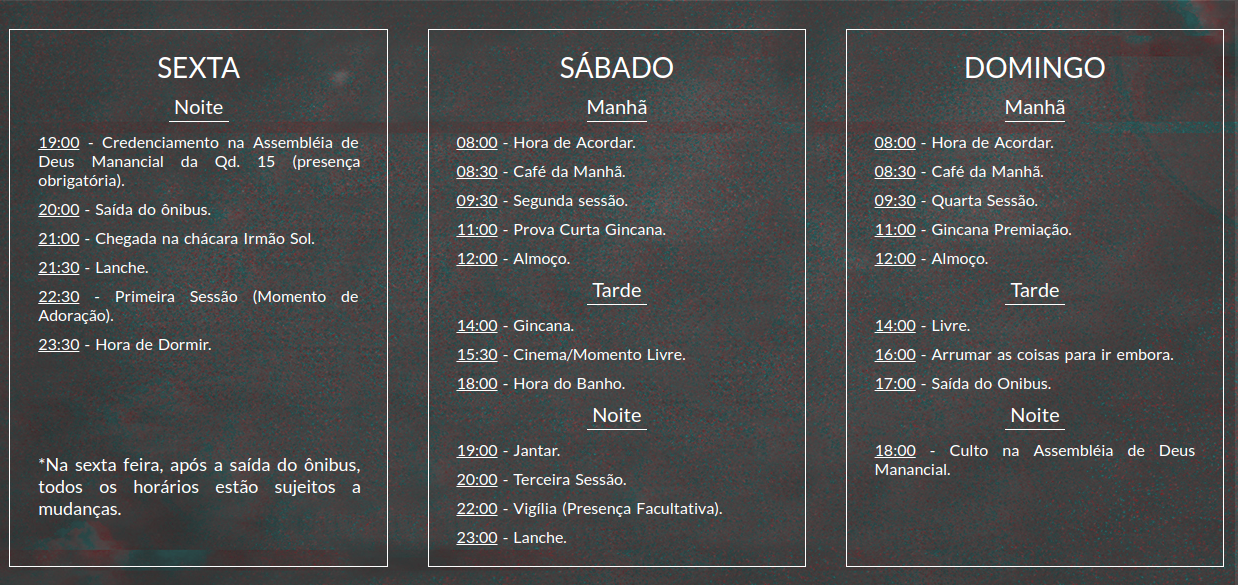 SEXTA
Noite
19:00 - Credenciamento na Assembléia de
Deus Manancial da Qd. 15 (presença
obrigatória).
20:00 - Saída do ônibus.
21:00 - Chegada na chácara Irmão Sol.
21:30 - Lanche.
22:30 - Primeira Sessão (Momento de
Adoração).
23:30 - Hora de Dormir.
*Na sexta feira, após a saída do ônibus,
todos os horários estão sujeitos a
mudanças.
SÁBADO
Manhã
08:00 - Hora de Acordar.
08:30 - Café da Manhã.
09:30 - Segunda sessão.
11:00 - Prova Curta Gincana.
12:00 - Almoço.
Tarde
14:00 - Gincana.
15:30 - Cinema/Momento Livre.
18:00 - Hora do Banho.
Noite
19:00 - Jantar.
20:00 - Terceira Sessão.
22:00 - Vigília (Presença Facultativa).
23:00 - Lanche.
DOMINGO
Manhã
08:00 - Hora de Acordar.
08:30 - Café da Manhã.
09:30 - Quarta Sessão.
11:00 - Gincana Premiação.
12:00 - Almoço.
Tarde
14:00 - Livre.
16:00 - Arrumar as coisas para ir embora.
17:00 - Saída do Onibus.
Noite
18:00 - Culto na Assembléia de Deus
Manancial.